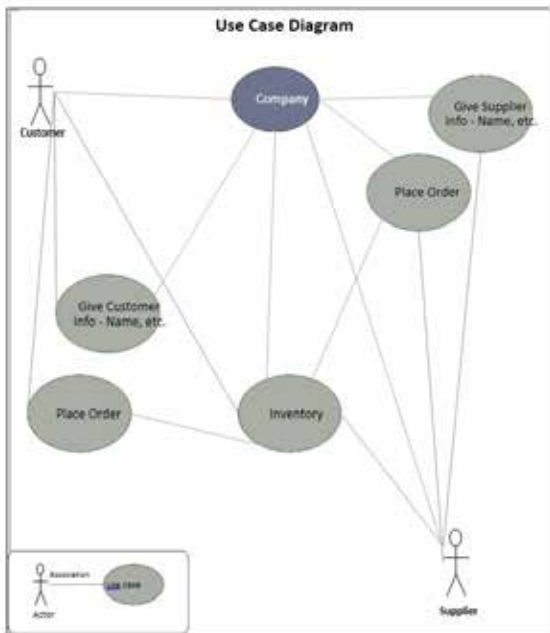 Use Case Diagram
Company
Give Supplier
Info - Name, etc.
Customer
Place Order
Give Customer
Info - Name, etc.
Place Order
Inventory
Association
Use case
Actor
Supplier